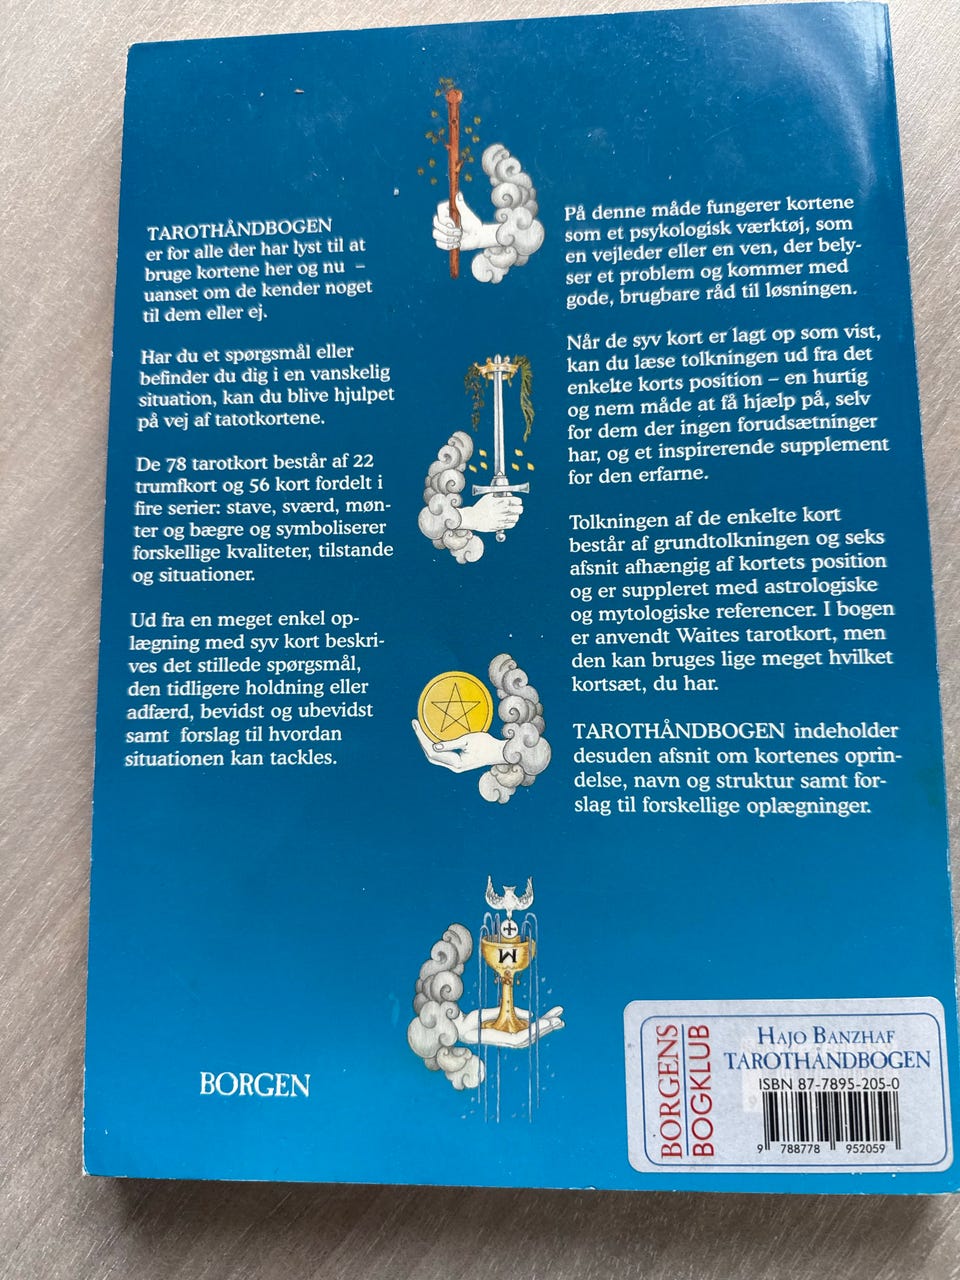 TAROTHÅNDBOGEN
er for alle der har lyst til at
bruge kortene her og nu –
uanset om de kender noget
til dem eller ej.
Har du et spørgsmål eller
befinder du dig i en vanskelig
situation, kan du blive hjulpet
på vej af tatotkortene.
De 78 tarotkort består af 22
trumfkort og 56 kort fordelt i
fire serier: stave, sværd, møn-
ter og bægre og symboliserer
forskellige kvaliteter, tilstande
og situationer.
Ud fra en meget enkel op-
lægning med syv kort beskri-
ves det stillede spørgsmål,
den tidligere holdning eller
adfærd, bevidst og ubevidst
samt forslag til hvordan
situationen kan tackles.
På denne måde fungerer kortene
som et psykologisk værktøj, som
en vejleder eller en ven, der bely-
ser et problem og kommer med
gode, brugbare råd til løsningen.
Når de syv kort er lagt op som vist,
kan du læse tolkningen ud fra det
enkelte korts position – en hurtig
og nem måde at få hjælp på, selv
for dem der ingen forudsætninger
har, og et inspirerende supplement
for den erfarne.
Tolkningen af de enkelte kort
består af grundtolkningen og seks
afsnit afhængig af kortets position
og er suppleret med astrologiske
og mytologiske referencer. I bogen
er anvendt Waites tarotkort, men
den kan bruges lige meget hvilket
kortsæt, du har.
TAROTHÅNDBOGEN indeholder
desuden afsnit om kortenes oprin-
delse, navn og struktur samt for-
slag til forskellige oplægninger.
BORGEN
BORGENS
BOGKLUB
HAJO BANZHAF
TAROTHÅNDBOGEN
ISBN 87-7895-205-0
9 788778 952059